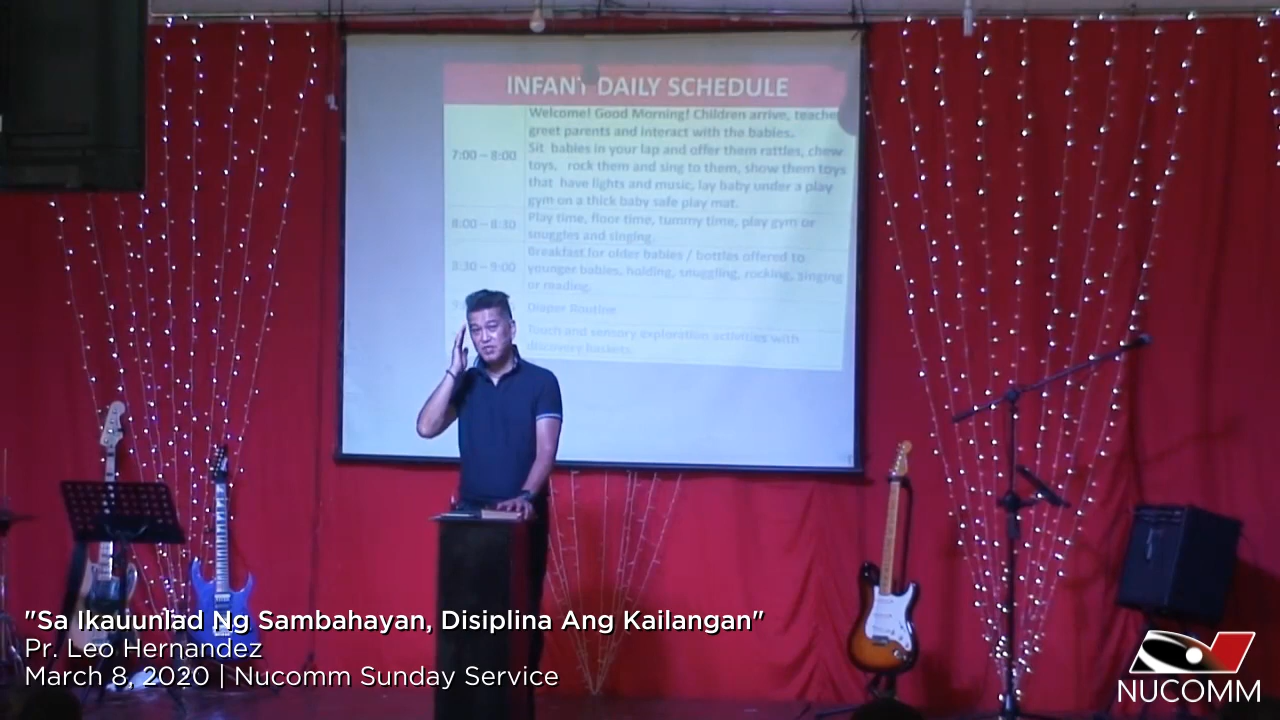 INFANT DAILY SCHEDULE
Welcome! Good Morning! Children arrive, teache
greet parents and interact with the babies.
7:00 – 8:00
Sit babies in your lap and offer them rattles, chew
toys, rock them and sing to them, show them toys
that have lights and music, lay baby under a play
gym on a thick baby safe play mat.
8:00 – 8:30
Play time, floor time, tummy time, play gym or
snuggles and singing.
8:30 – 9:00
Breakfast for older babies / bottles offered to
younger babies, holding, snuggling, rocking, singing
or reading.
Diaper Routine
Touch and sensory exploration activities with
discovery baskets.
"Sa Ikauunlad Ng Sambahayan, Disiplina Ang Kailangan"
Pr. Leo Hernandez
March 8, 2020 | Nucomm Sunday Service
NUCOMM